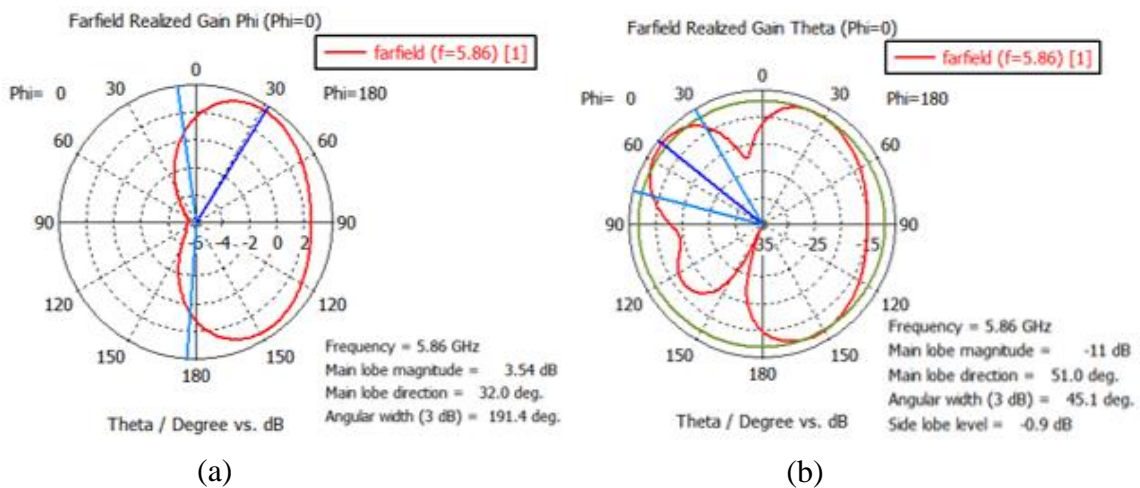 Farfield Realized Gain Phi (Phi=0)
farfield (f=5.86) [1]
Phi= 0
Phi=180
0
30
30
60
60
90
90
120
120
150
150
180
-4 -2 0 2
Frequency = 5.86 GHz
Main lobe magnitude = 3.54 dB
Main lobe direction = 32.0 deg.
Angular width (3 dB) = 191.4 deg.
Theta / Degree vs. dB
(a)
Farfield Realized Gain Theta (Phi=0)
farfield (f=5.86) [1]
Phi= 0
Phi=180
0
30
30
60
60
90
90
120
120
150
150
180
-35 -25 -15
Frequency = 5.86 GHz
Main lobe magnitude = -11 dB
Main lobe direction = 51.0 deg.
Angular width (3 dB) = 45.1 deg.
Side lobe level = -0.9 dB
Theta / Degree vs. dB
(b)